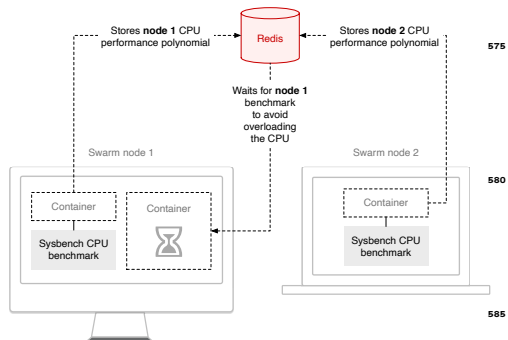 Stores node 1 CPU
performance polynomial
Redis
Stores node 2 CPU
performance polynomial
575
Waits for node 1
benchmark
to avoid
overloading
the CPU
Swarm node 1
Swarm node 2
580
Container
Container
Container
Sysbench CPU
benchmark
Sysbench CPU
benchmark
585